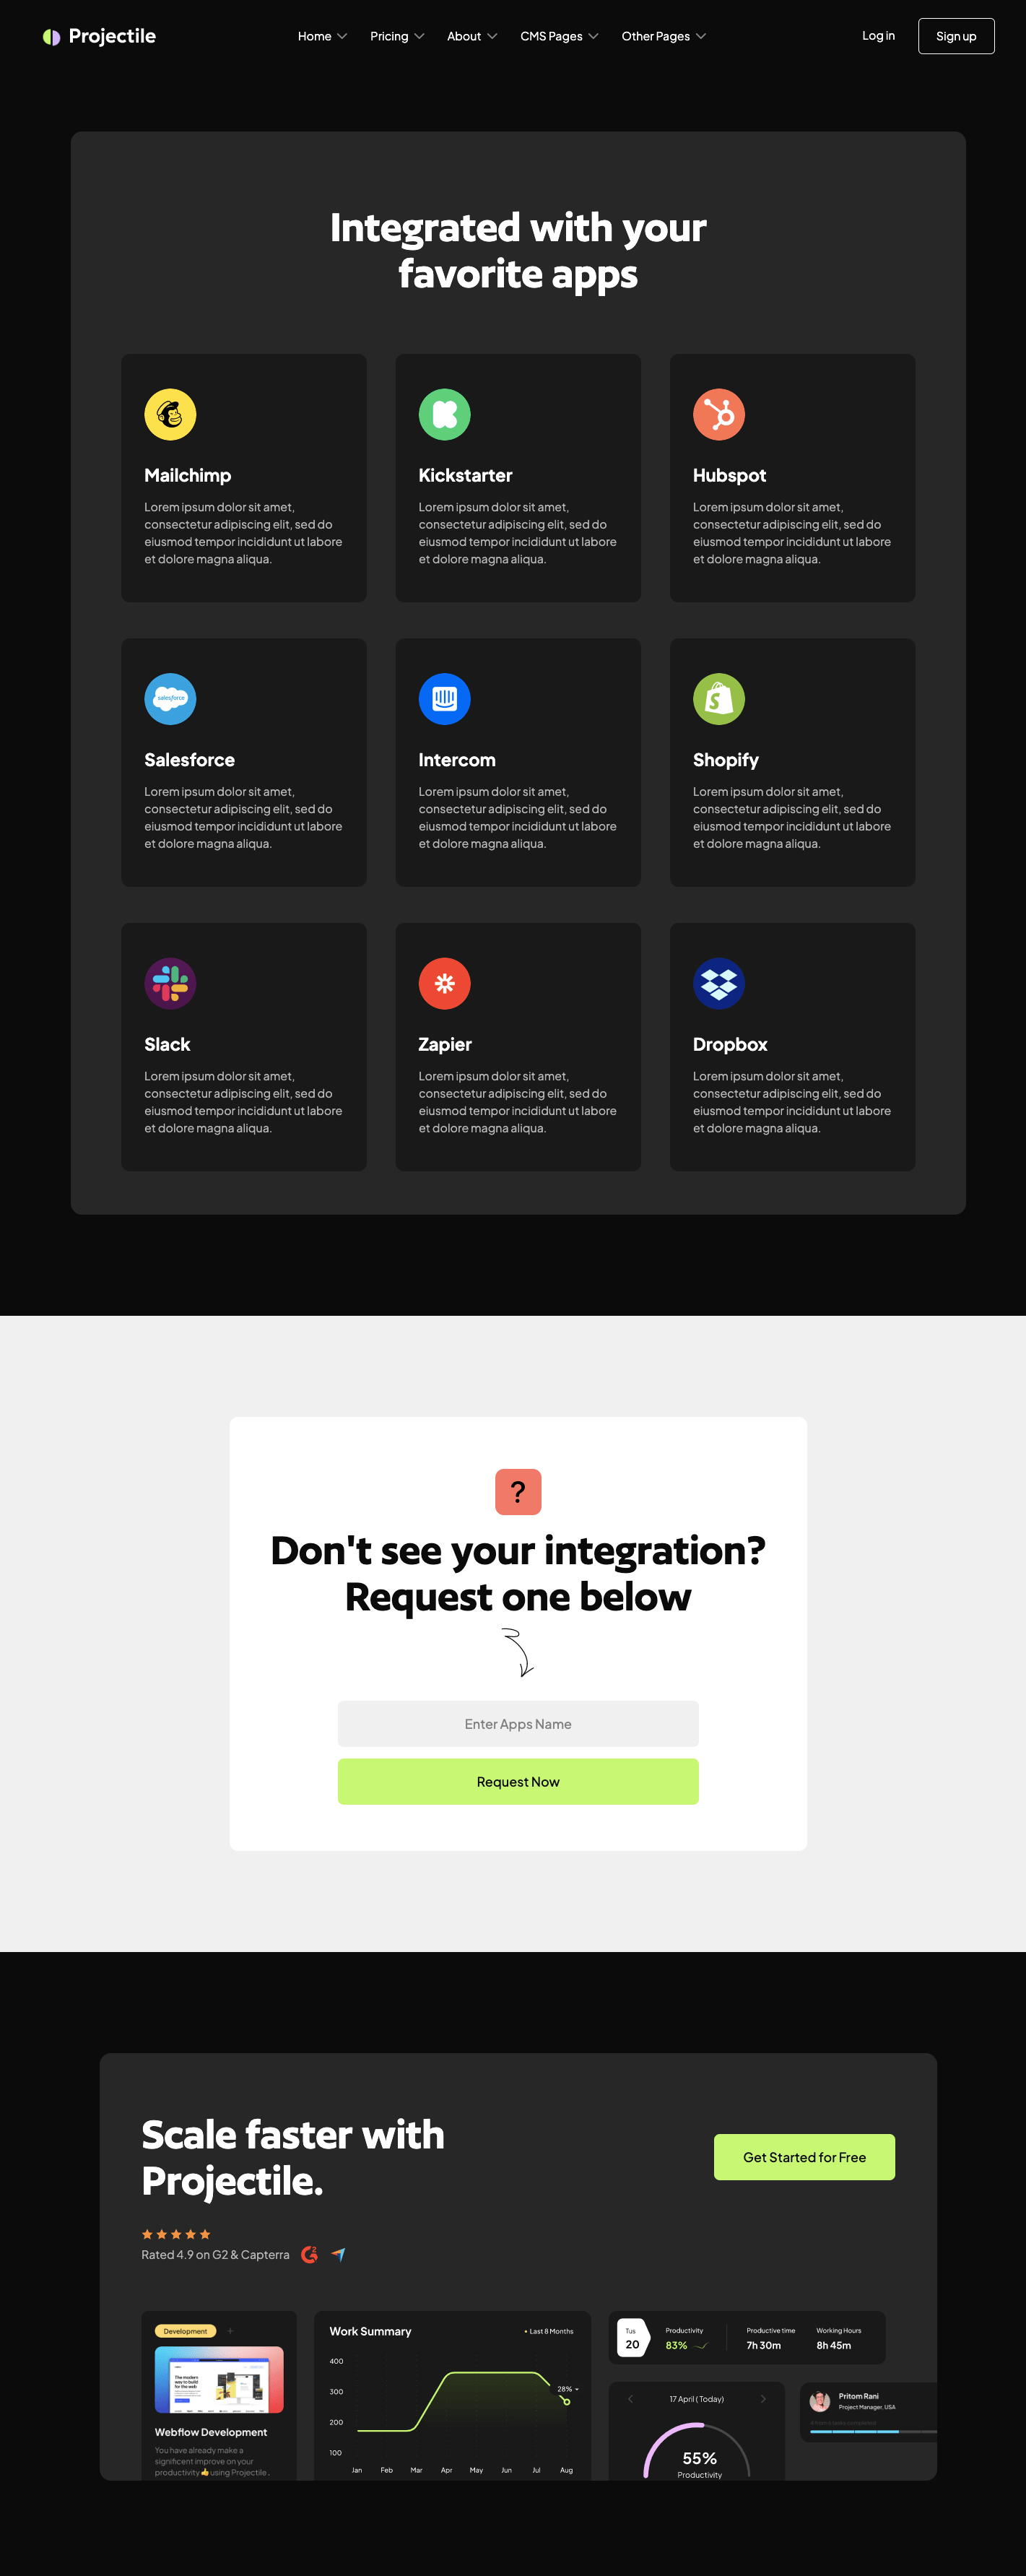 Projectile
Home
Pricing
About
CMS Pages
Other Pages
Log in
Sign up
Integrated with your
favorite apps
Mailchimp
Lorem ipsum dolor sit amet,
consectetur adipiscing elit, sed do
eiusmod tempor incididunt ut labore
et dolore magna aliqua.
Kickstarter
Lorem ipsum dolor sit amet,
consectetur adipiscing elit, sed do
eiusmod tempor incididunt ut labore
et dolore magna aliqua.
Hubspot
Lorem ipsum dolor sit amet,
consectetur adipiscing elit, sed do
eiusmod tempor incididunt ut labore
et dolore magna aliqua.
salesforce
Salesforce
Lorem ipsum dolor sit amet,
consectetur adipiscing elit, sed do
eiusmod tempor incididunt ut labore
et dolore magna aliqua.
Intercom
Lorem ipsum dolor sit amet,
consectetur adipiscing elit, sed do
eiusmod tempor incididunt ut labore
et dolore magna aliqua.
Shopify
Lorem ipsum dolor sit amet,
consectetur adipiscing elit, sed do
eiusmod tempor incididunt ut labore
et dolore magna aliqua.
Slack
Lorem ipsum dolor sit amet,
consectetur adipiscing elit, sed do
eiusmod tempor incididunt ut labore
et dolore magna aliqua.
Zapier
Lorem ipsum dolor sit amet,
consectetur adipiscing elit, sed do
eiusmod tempor incididunt ut labore
et dolore magna aliqua.
Dropbox
Lorem ipsum dolor sit amet,
consectetur adipiscing elit, sed do
eiusmod tempor incididunt ut labore
et dolore magna aliqua.
?
Don't see your integration?
Request one below
Enter Apps Name
Request Now
Scale faster with
Projectile.
Get Started for Free
Rated 4.9 on G2 & Capterra
Development
+
The modern
way to build
for the web
Webflow Development
You have already make a
significent improve on your
productivity 👍 using Projectile .
Work Summary
Last 8 Months
400
300
200
100
28%
Jan
Feb
Mar
Apr
May
Jun
Jul
Aug
Tus
20
Productivity
83%
Productive time
7h 30m
Working Hours
8h 45m
17 April ( Today)
55%
Productivity
Pritom Rani
Project Manager, USA